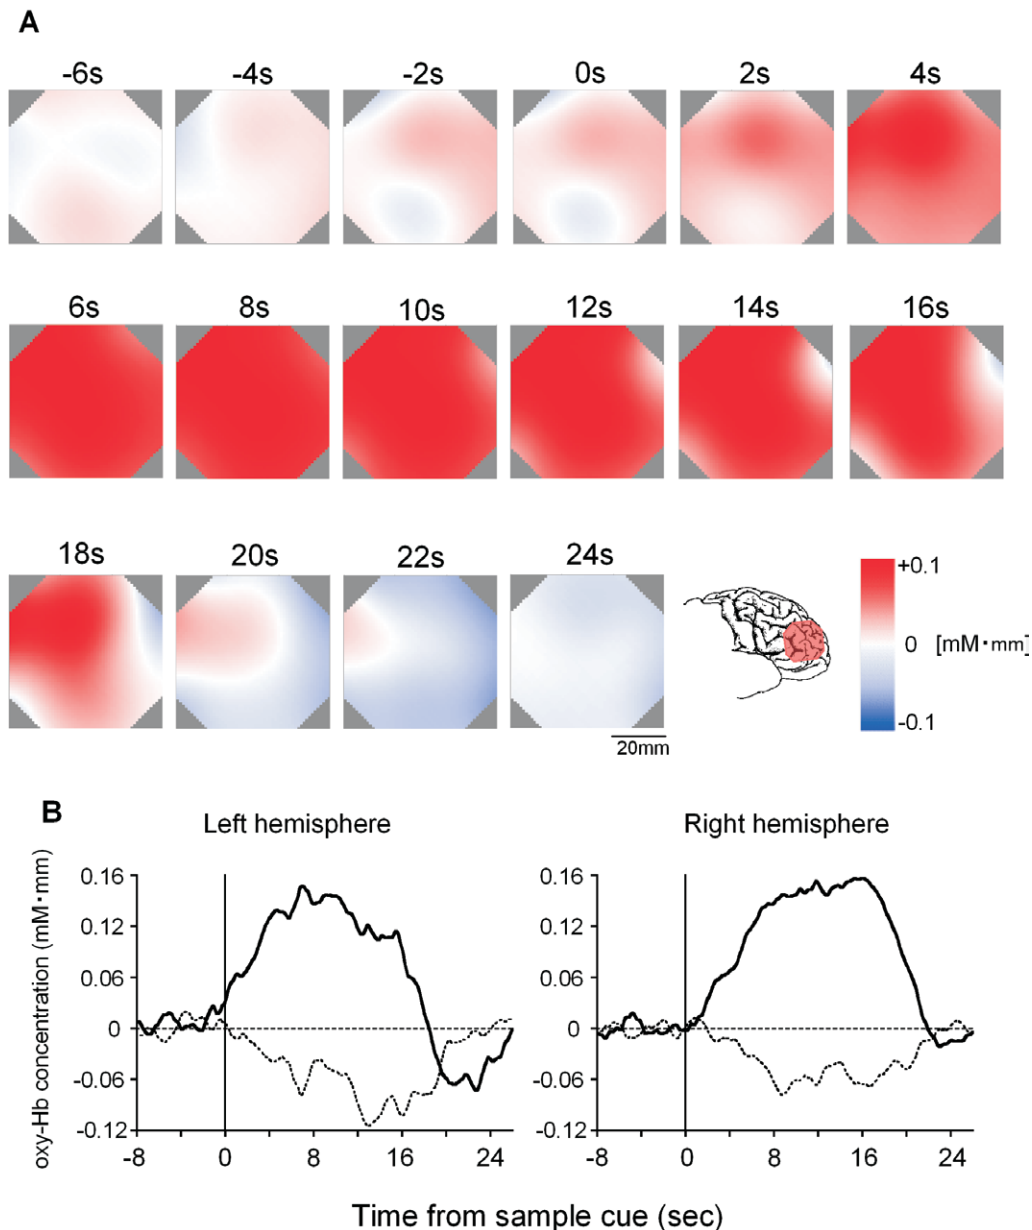 A
-6s -4s -2s 0s 2s 4s
6s 8s 10s 12s 14s 16s
18s 20s 22s 24s
+0.1
0 [mM·mm]
-0.1
20mm
B
Left hemisphere Right hemisphere
oxy-Hb concentration (mM·mm)
0.16 0.16
0.12 0.12
0.06 0.06
0 0
-0.06 -0.06
-0.12 -0.12
-8 0 8 16 24 -8 0 8 16 24
Time from sample cue (sec)